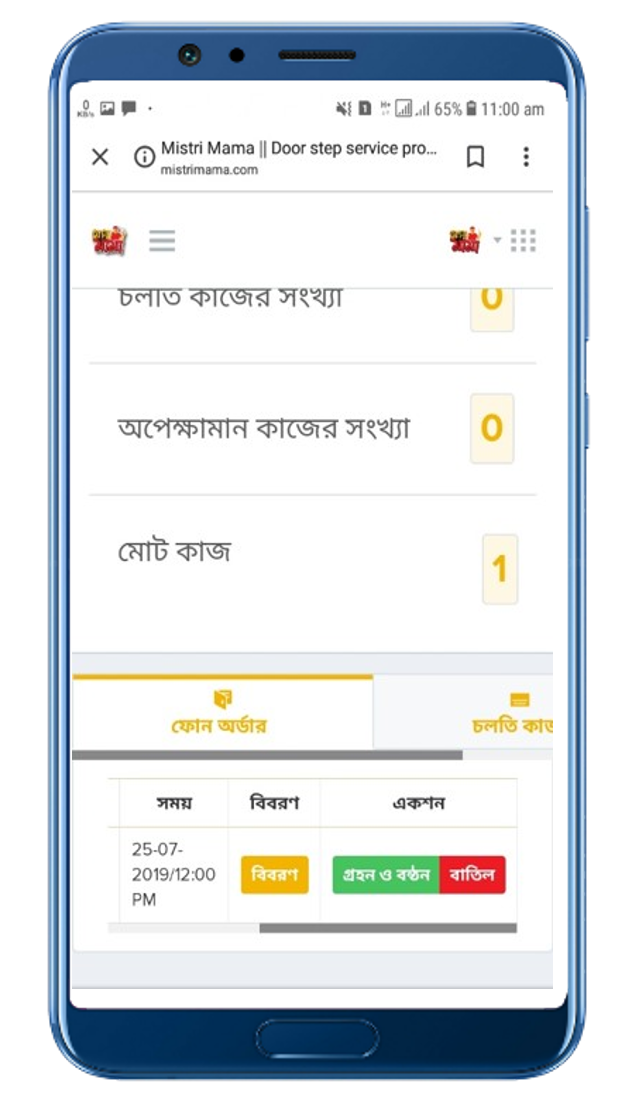 0
KB/s
65% 11:00 am
Mistri Mama || Door step service pro...
mistrimama.com
চলতি কাজের সংখ্যা
0
অপেক্ষামান কাজের সংখ্যা
0
মোট কাজ
1
ফোন অর্ডার
চলতি কাজ
সময় বিবরণ একশন
25-07-
2019/12:00
PM
বিবরণ গ্রহন ও বণ্টন বাতিল